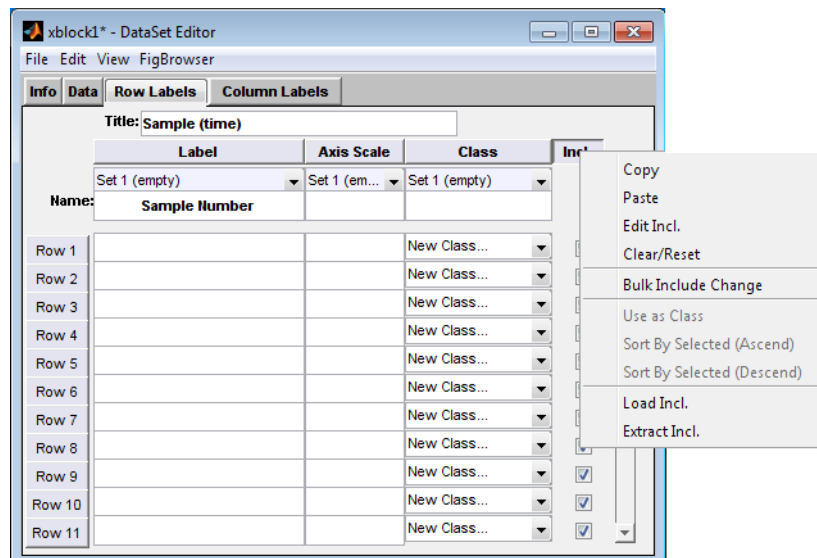 xblock1* - DataSet Editor
File Edit View FigBrowser
Info Data Row Labels Column Labels
Title: Sample (time)
Label Axis Scale Class Incl.
Set 1 (empty) Set 1 (em... Set 1 (empty)
Name: Sample Number
Row 1 New Class...
Row 2 New Class...
Row 3 New Class...
Row 4 New Class...
Row 5 New Class...
Row 6 New Class...
Row 7 New Class...
Row 8 New Class...
Row 9 New Class...
Row 10 New Class...
Row 11 New Class...
Copy
Paste
Edit Incl.
Clear/Reset
Bulk Include Change
Use as Class
Sort By Selected (Ascend)
Sort By Selected (Descend)
Load Incl.
Extract Incl.